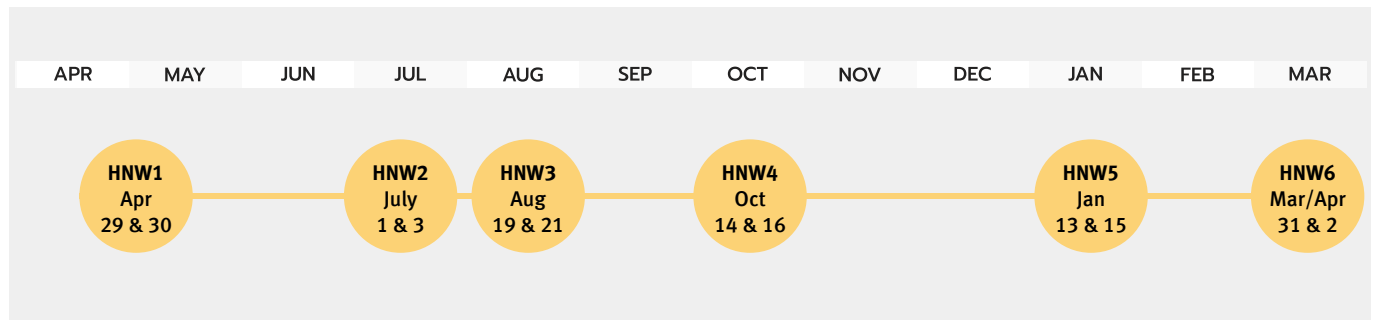 APR MAY JUN JUL AUG SEP OCT NOV DEC JAN FEB MAR
HNW1
Apr
29 & 30
HNW2
July
1 & 3
HNW3
Aug
19 & 21
HNW4
Oct
14 & 16
HNW5
Jan
13 & 15
HNW6
Mar/Apr
31 & 2